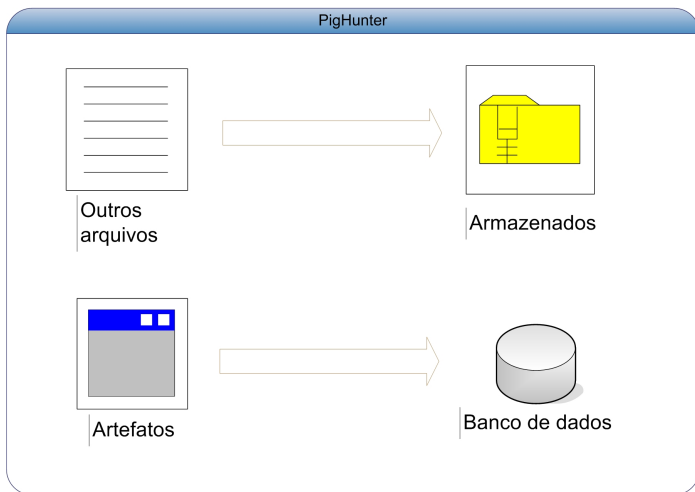 PigHunter
Outros
arquivos
Armazenados
Artefatos
Banco de dados